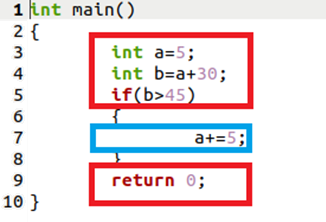 1 int main()
2 {
3 int a=5;
4 int b=a+30;
5 if(b>45)
6 {
7 a+=5;
8 }
9 return 0;
10 }